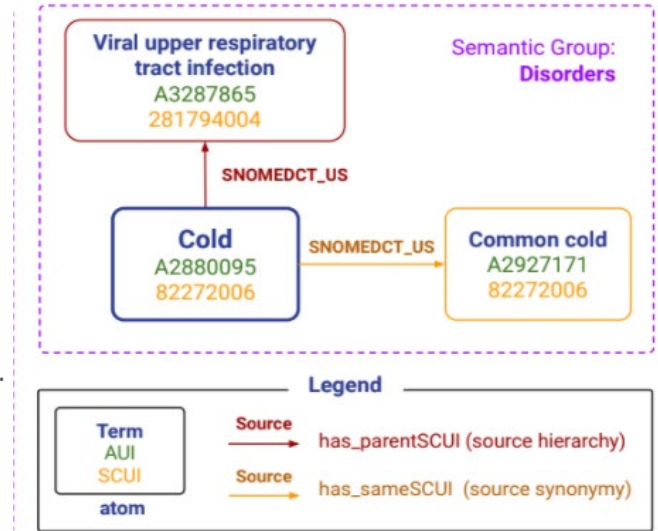 Viral upper respiratory
tract infection
A3287865
281794004
Semantic Group:
Disorders
SNOMEDCT_US
Cold
A2880095
82272006
SNOMEDCT_US
Common cold
A2927171
82272006
.
Legend
Term
AUI
SCUI
atom
Source
has_parentSCUI (source hierarchy)
Source
has_sameSCUI (source synonymy)